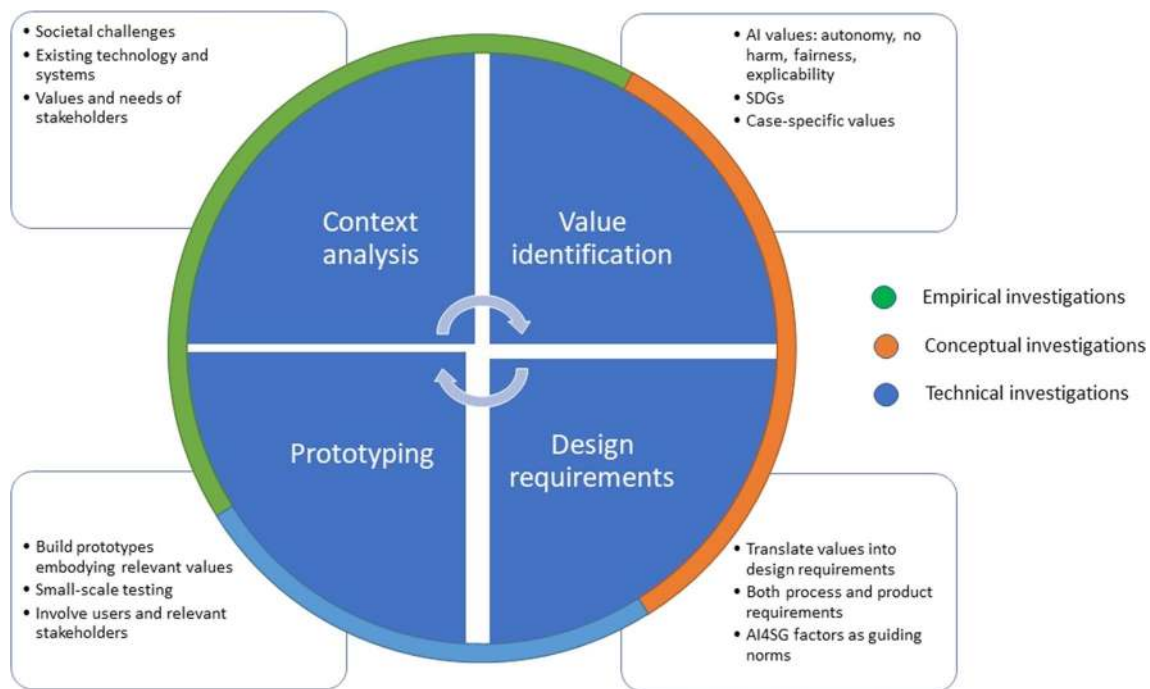 • Societal challenges
• Existing technology and
systems
• Values and needs of
stakeholders
• AI values: autonomy, no
harm, fairness,
explicability
• SDGs
• Case-specific values
Context
analysis
Value
identification
Empirical investigations
Conceptual investigations
Technical investigations
Prototyping
Design
requirements
• Build prototypes
embodying relevant values
• Small-scale testing
• Involve users and relevant
stakeholders
• Translate values into
design requirements
• Both process and product
requirements
• AI4SG factors as guiding
norms